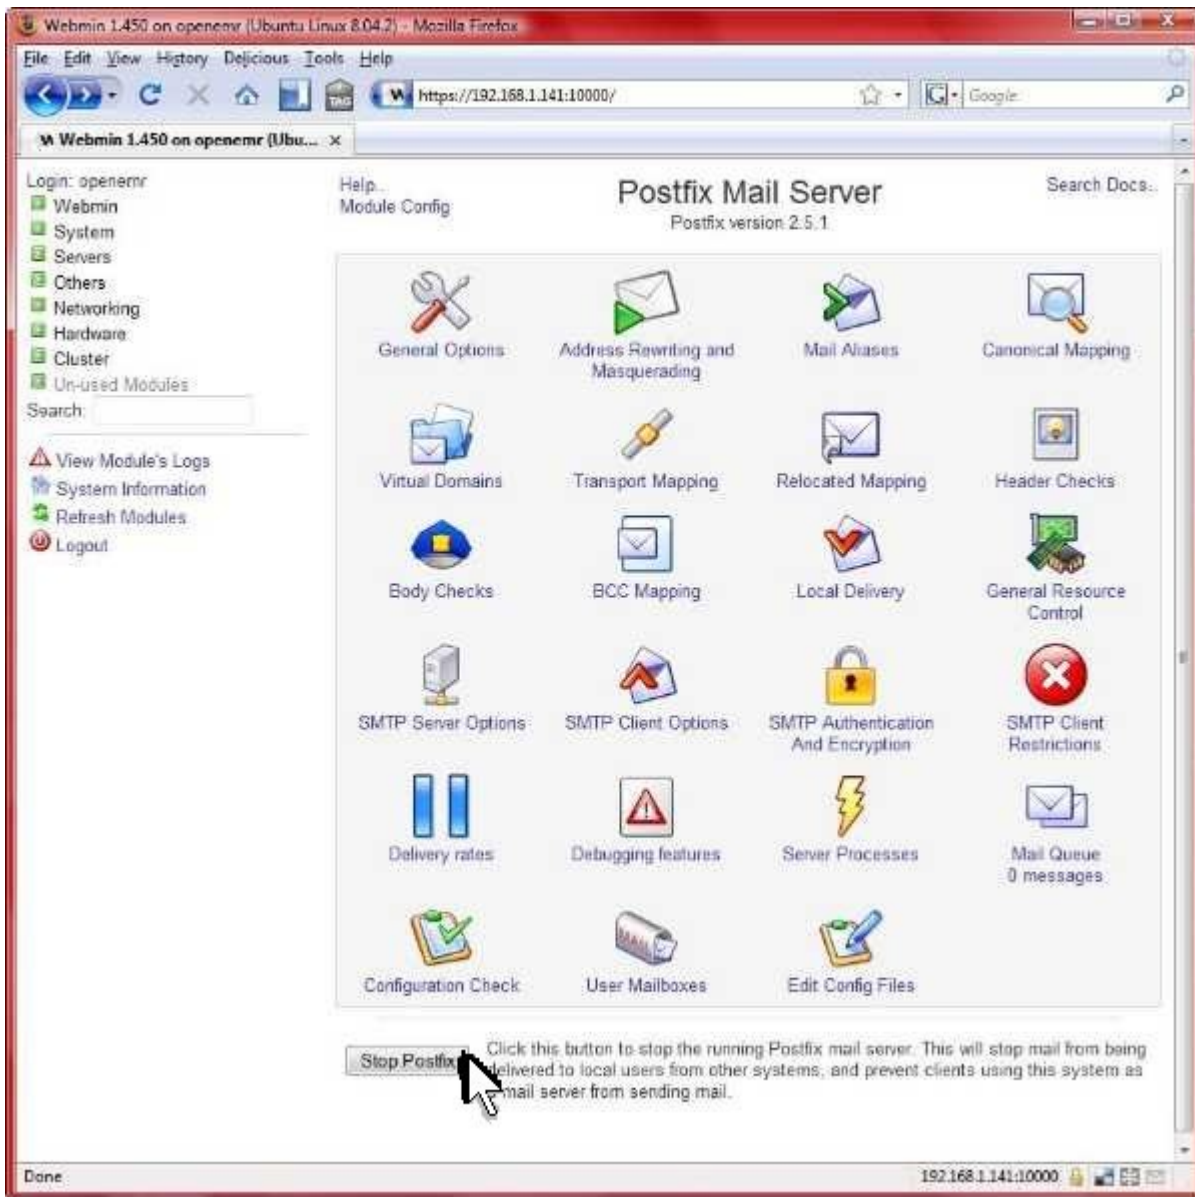 Webmin 1.450 on openemr (Ubuntu Linux 8.04.2) - Mozilla Firefox
File Edit View History Delicious Tools Help
TAG https://192.168.1.141:10000/ G Google
Webmin 1.450 on openemr (Ubu...
Login: openemr
Webmin
System
Servers
Others
Networking
Hardware
Cluster
Un-used Modules
Search:
View Module's Logs
System Information
Refresh Modules
Logout
Help..
Module Config
Postfix Mail Server
Postfix version 2.5.1
Search Docs..
General Options
Address Rewriting and
Masquerading
Mail Aliases
Canonical Mapping
Virtual Domains
Transport Mapping
Relocated Mapping
Header Checks
Body Checks
BCC Mapping
Local Delivery
General Resource
Control
SMTP Server Options
SMTP Client Options
SMTP Authentication
And Encryption
SMTP Client
Restrictions
Delivery rates
Debugging features
Server Processes
Mail Queue
0 messages
Configuration Check
MAIL
User Mailboxes
Edit Config Files
Stop Postfix
Click this button to stop the running Postfix mail server. This will stop mail from being
delivered to local users from other systems, and prevent clients using this system as
mail server from sending mail.
Done
192.168.1.141:10000